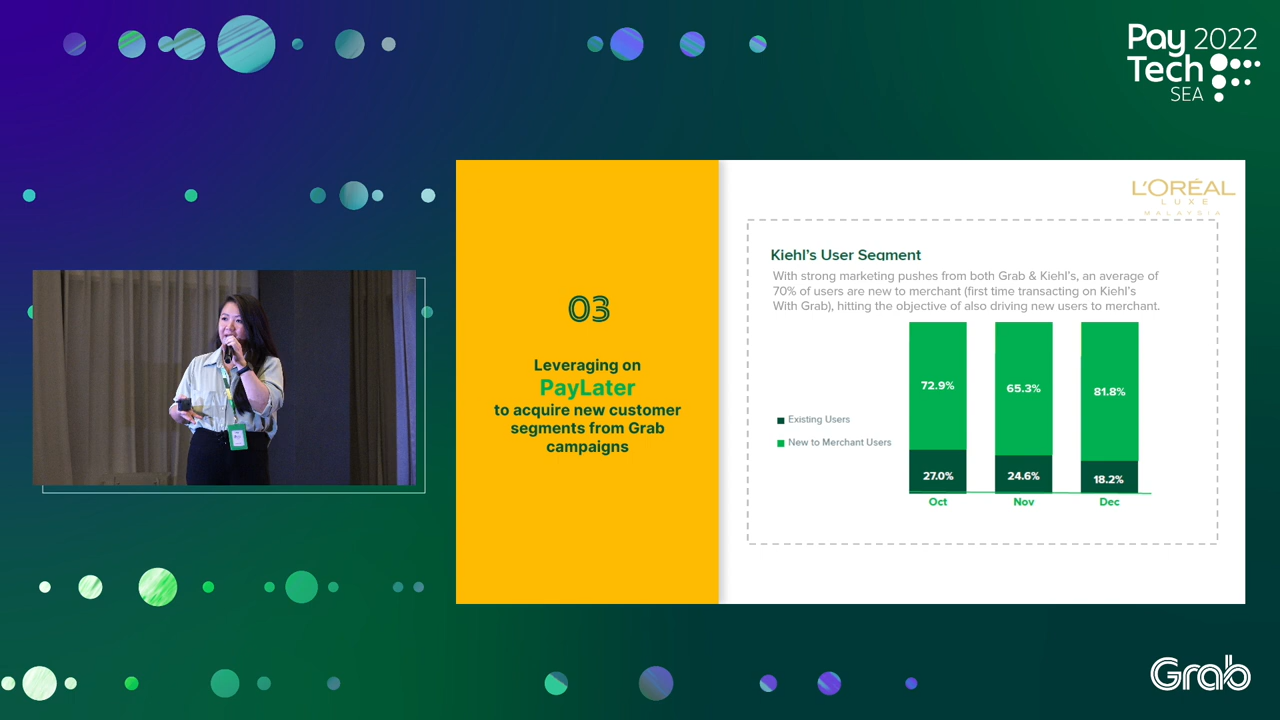 Pay 2022
Tech
SEA
L'ORÉAL
LUXE
MALAYSIA
03
Leveraging on
PayLater
to acquire new customer
segments from Grab
campaigns
Kiehl's User Segment
With strong marketing pushes from both Grab & Kiehl's, an average of
70% of users are new to merchant (first time transacting on Kiehl's
With Grab), hitting the objective of also driving new users to merchant.
Existing Users
New to Merchant Users
72.9% 65.3% 81.8%
27.0% 24.6% 18.2%
Oct Nov Dec
Grab